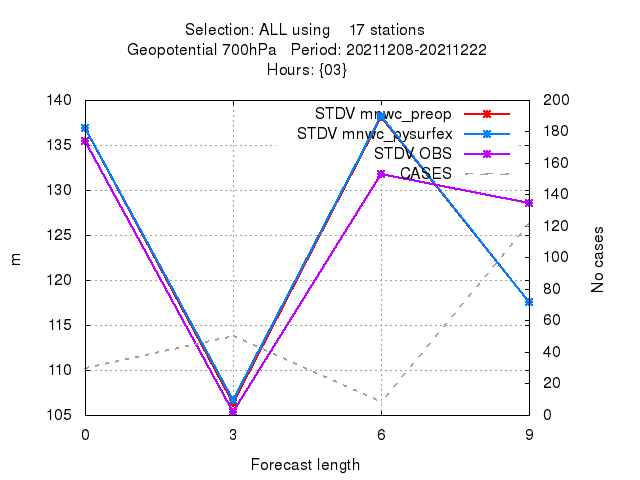 Selection: ALL using 17 stations
Geopotential 700hPa Period: 20211208-20211222
Hours: {03}
140 200
STDV mnwc_preop
180
STDV mnwc_pysurfex
135
160
STDV OBS
CASES
130 140
125 120
m
No cases
100
120
80
115 60
40
110
20
105 0
0 3 6 9
Forecast length